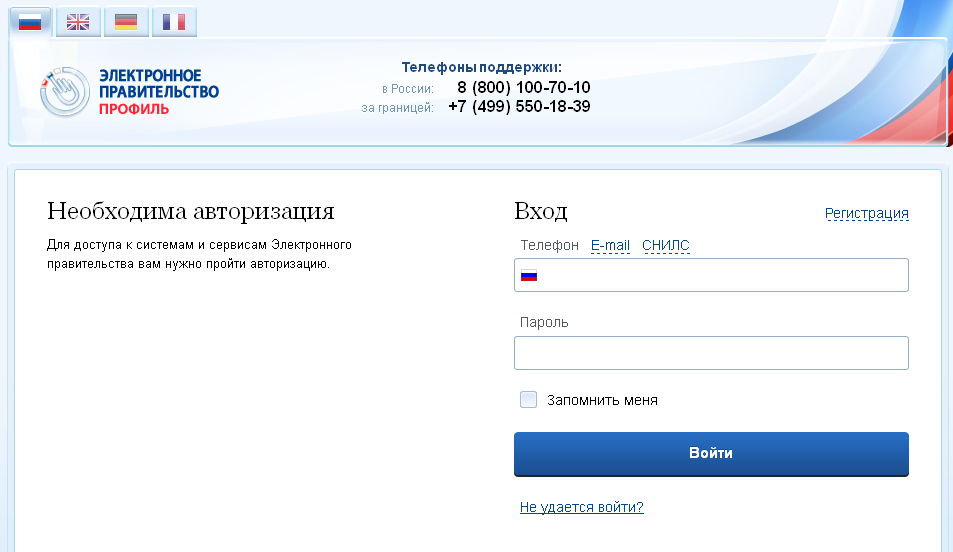 ЭЛЕКТРОННОЕ
ПРАВИТЕЛЬСТВО
ПРОФИЛЬ
Телефоны поддержки:
в России: 8 (800) 100-70-10
за границей: +7 (499) 550-18-39
Необходима авторизация
Для доступа к системам и сервисам Электронного
правительства вам нужно пройти авторизацию.
Вход
Регистрация
Телефон E-mail СНИЛС
Пароль
Запомнить меня
Войти
Не удается войти?